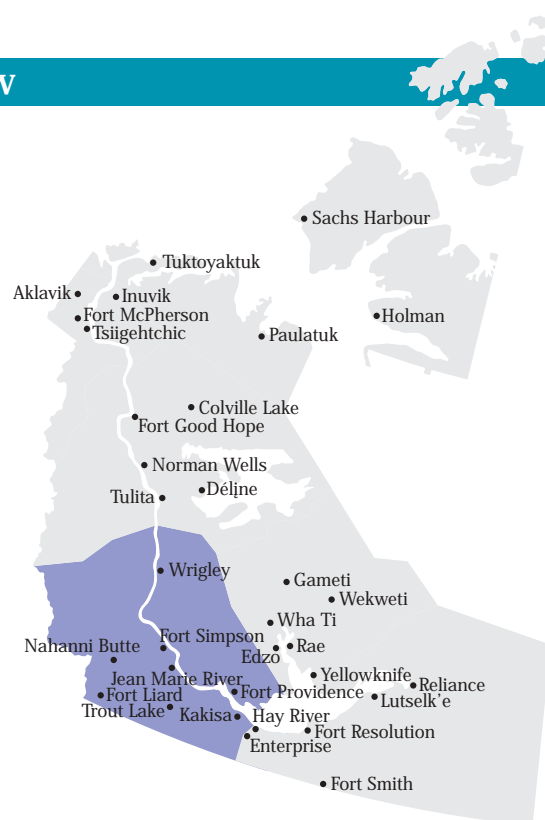 w
Sachs Harbour
Tuktoyaktuk
Aklavik
Inuvik
Fort McPherson
Holman
Tsiigehtchic
Paulatuk
Colville Lake
Fort Good Hope
Norman Wells
Délįne
Tulita
Wrigley
Gameti
Wekweti
Wha Ti
Fort Simpson
Nahanni Butte
Rae
Edzo
Jean Marie River
Yellowknife
Reliance
Fort Liard
Fort Providence
Lutselk'e
Trout Lake
Kakisa
Hay River
Fort Resolution
Enterprise
Fort Smith